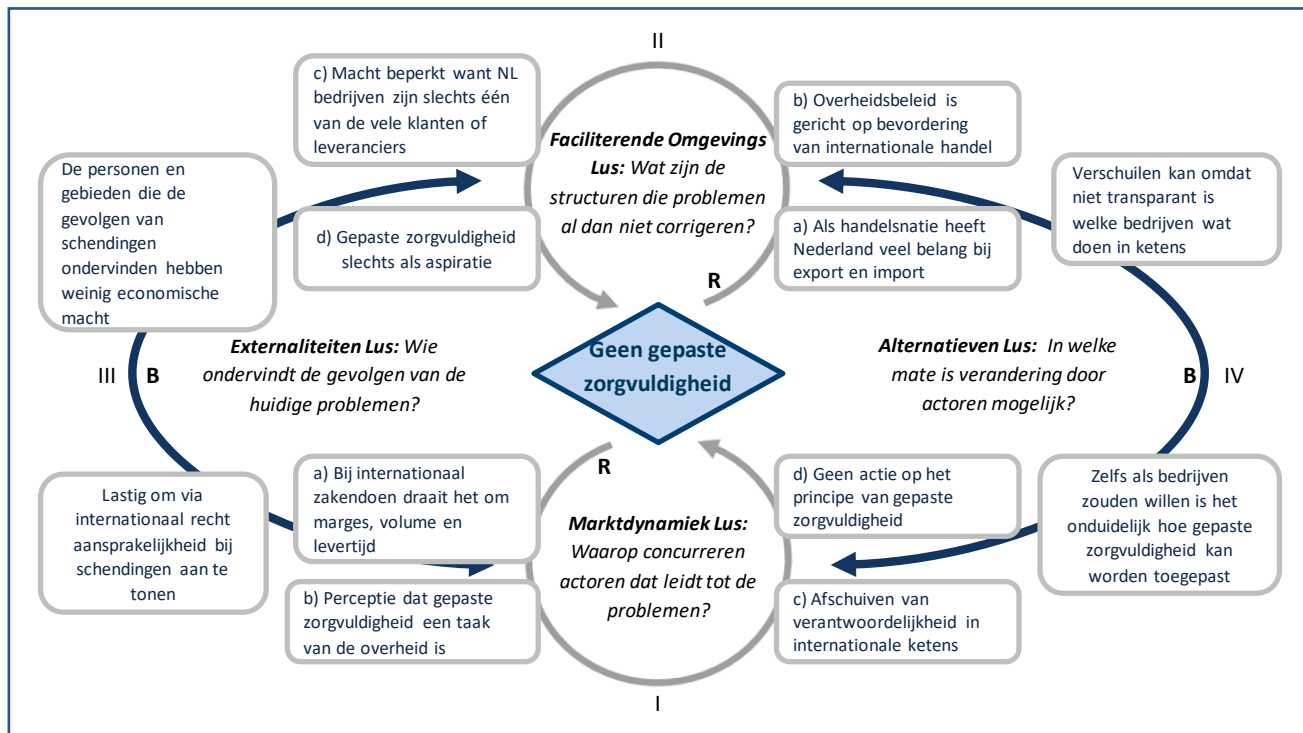 II
c) Macht beperkt want NL
bedrijven zijn slechts één
van de vele klanten of
leveranciers
Faciliterende Omgevings
Lus: Wat zijn de
structuren die problemen
al dan niet corrigeren?
b) Overheidsbeleid is
gericht op bevordering
van internationale handel
De personen en
gebieden die de
gevolgen van
schendingen
ondervinden hebben
weinig economische
macht
d) Gepaste zorgvuldigheid
slechts als aspiratie
a) Als handelsnatie heeft
Nederland veel belang bij
export en import
Verschuilen kan omdat
niet transparant is
welke bedrijven wat
doen in ketens
R
III B
Externaliteiten Lus: Wie
ondervindt de gevolgen van de
huidige problemen?
Geen gepaste
zorgvuldigheid
Alternatieven Lus: In welke
mate is verandering door
actoren mogelijk?
B IV
R
Lastig om via
internationaal recht
aansprakelijkheid bij
schendingen aan te
tonen
a) Bij internationaal
zakendoen draait het om
marges, volume en
levertijd
b) Perceptie dat gepaste
zorgvuldigheid een taak
van de overheid is
Marktdynamiek Lus:
Waarop concurreren
actoren dat leidt tot de
problemen?
d) Geen actie op het
principe van gepaste
zorgvuldigheid
c) Afschuiven van
verantwoordelijkheid in
internationale ketens
Zelfs als bedrijven
zouden willen is het
onduidelijk hoe gepaste
zorgvuldigheid kan
worden toegepast
I